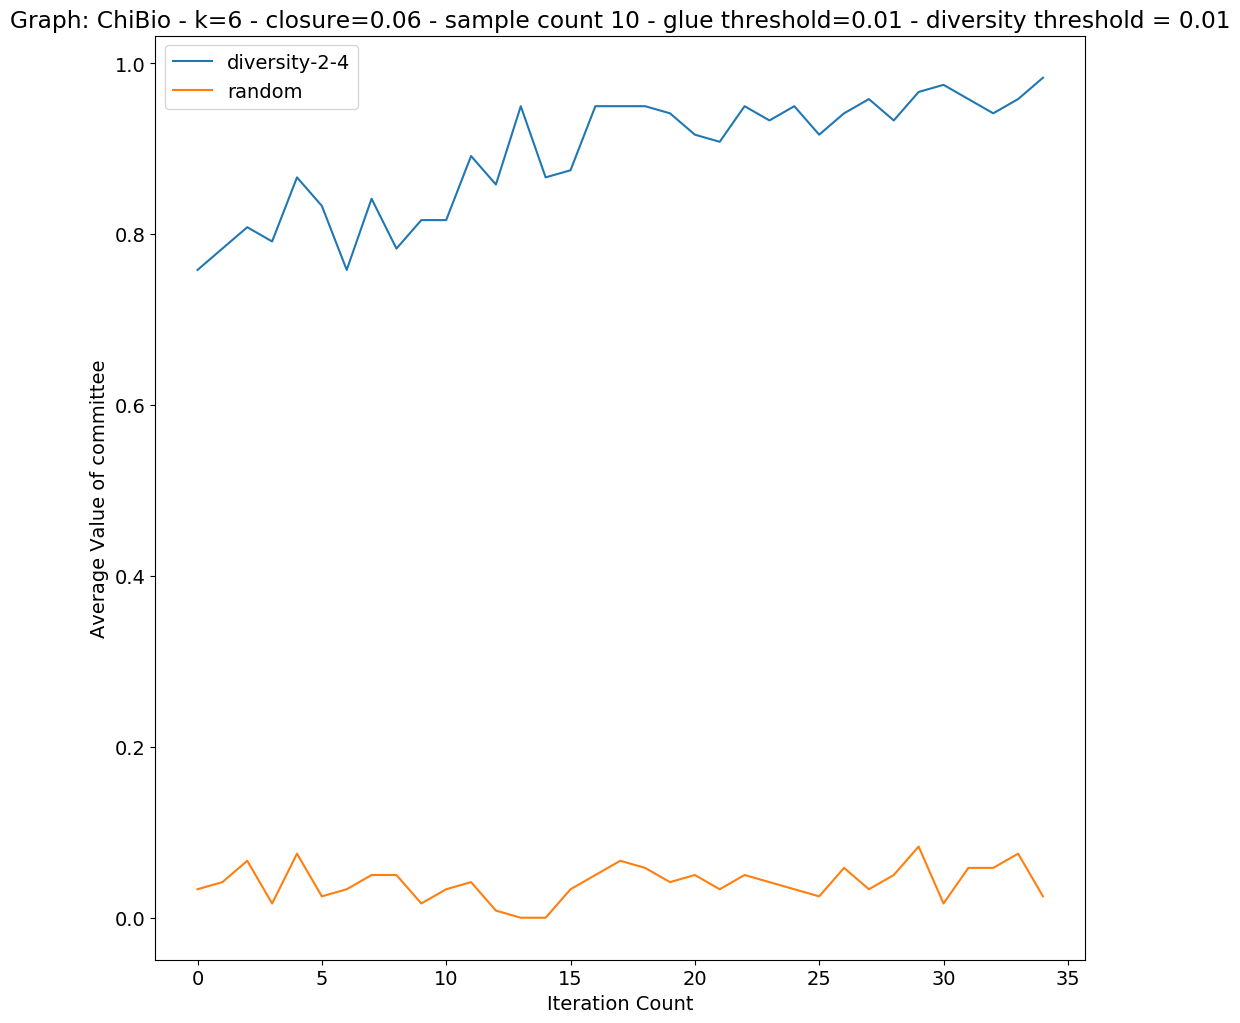 Graph: ChiBio - k=6 - closure=0.06 - sample count 10 - glue threshold=0.01 - diversity threshold = 0.01
diversity-2-4
random
1.0
0.8
0.6
0.4
0.2
0.0
Average Value of committee
0 5 10 15 20 25 30 35
Iteration Count